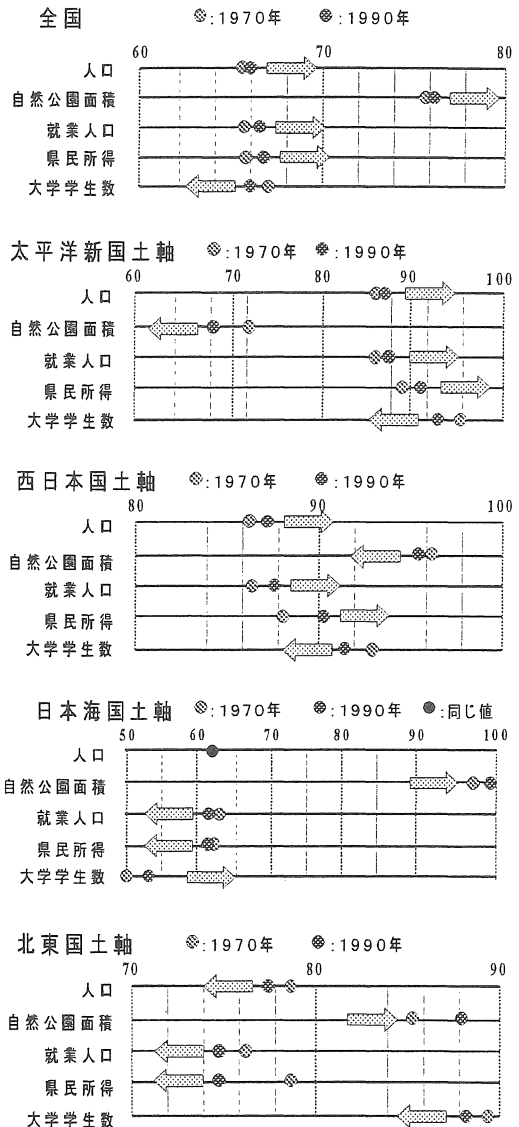 全国 :1970年 :1990年
60 70 80
人口
自然公園面積
就業人口
県民所得
大学学生数
太平洋新国土軸 :1970年 :1990年
60 70 80 90 100
人口
自然公園面積
就業人口
県民所得
大学学生数
西日本国土軸 :1970年 :1990年
80 90 100
人口
自然公園面積
就業人口
県民所得
大学学生数
日本海国土軸 :1970年 :1990年 :同じ値
50 60 70 80 90 100
人口
自然公園面積
就業人口
県民所得
大学学生数
北東国土軸 :1970年 :1990年
70 80 90
人口
自然公園面積
就業人口
県民所得
大学学生数